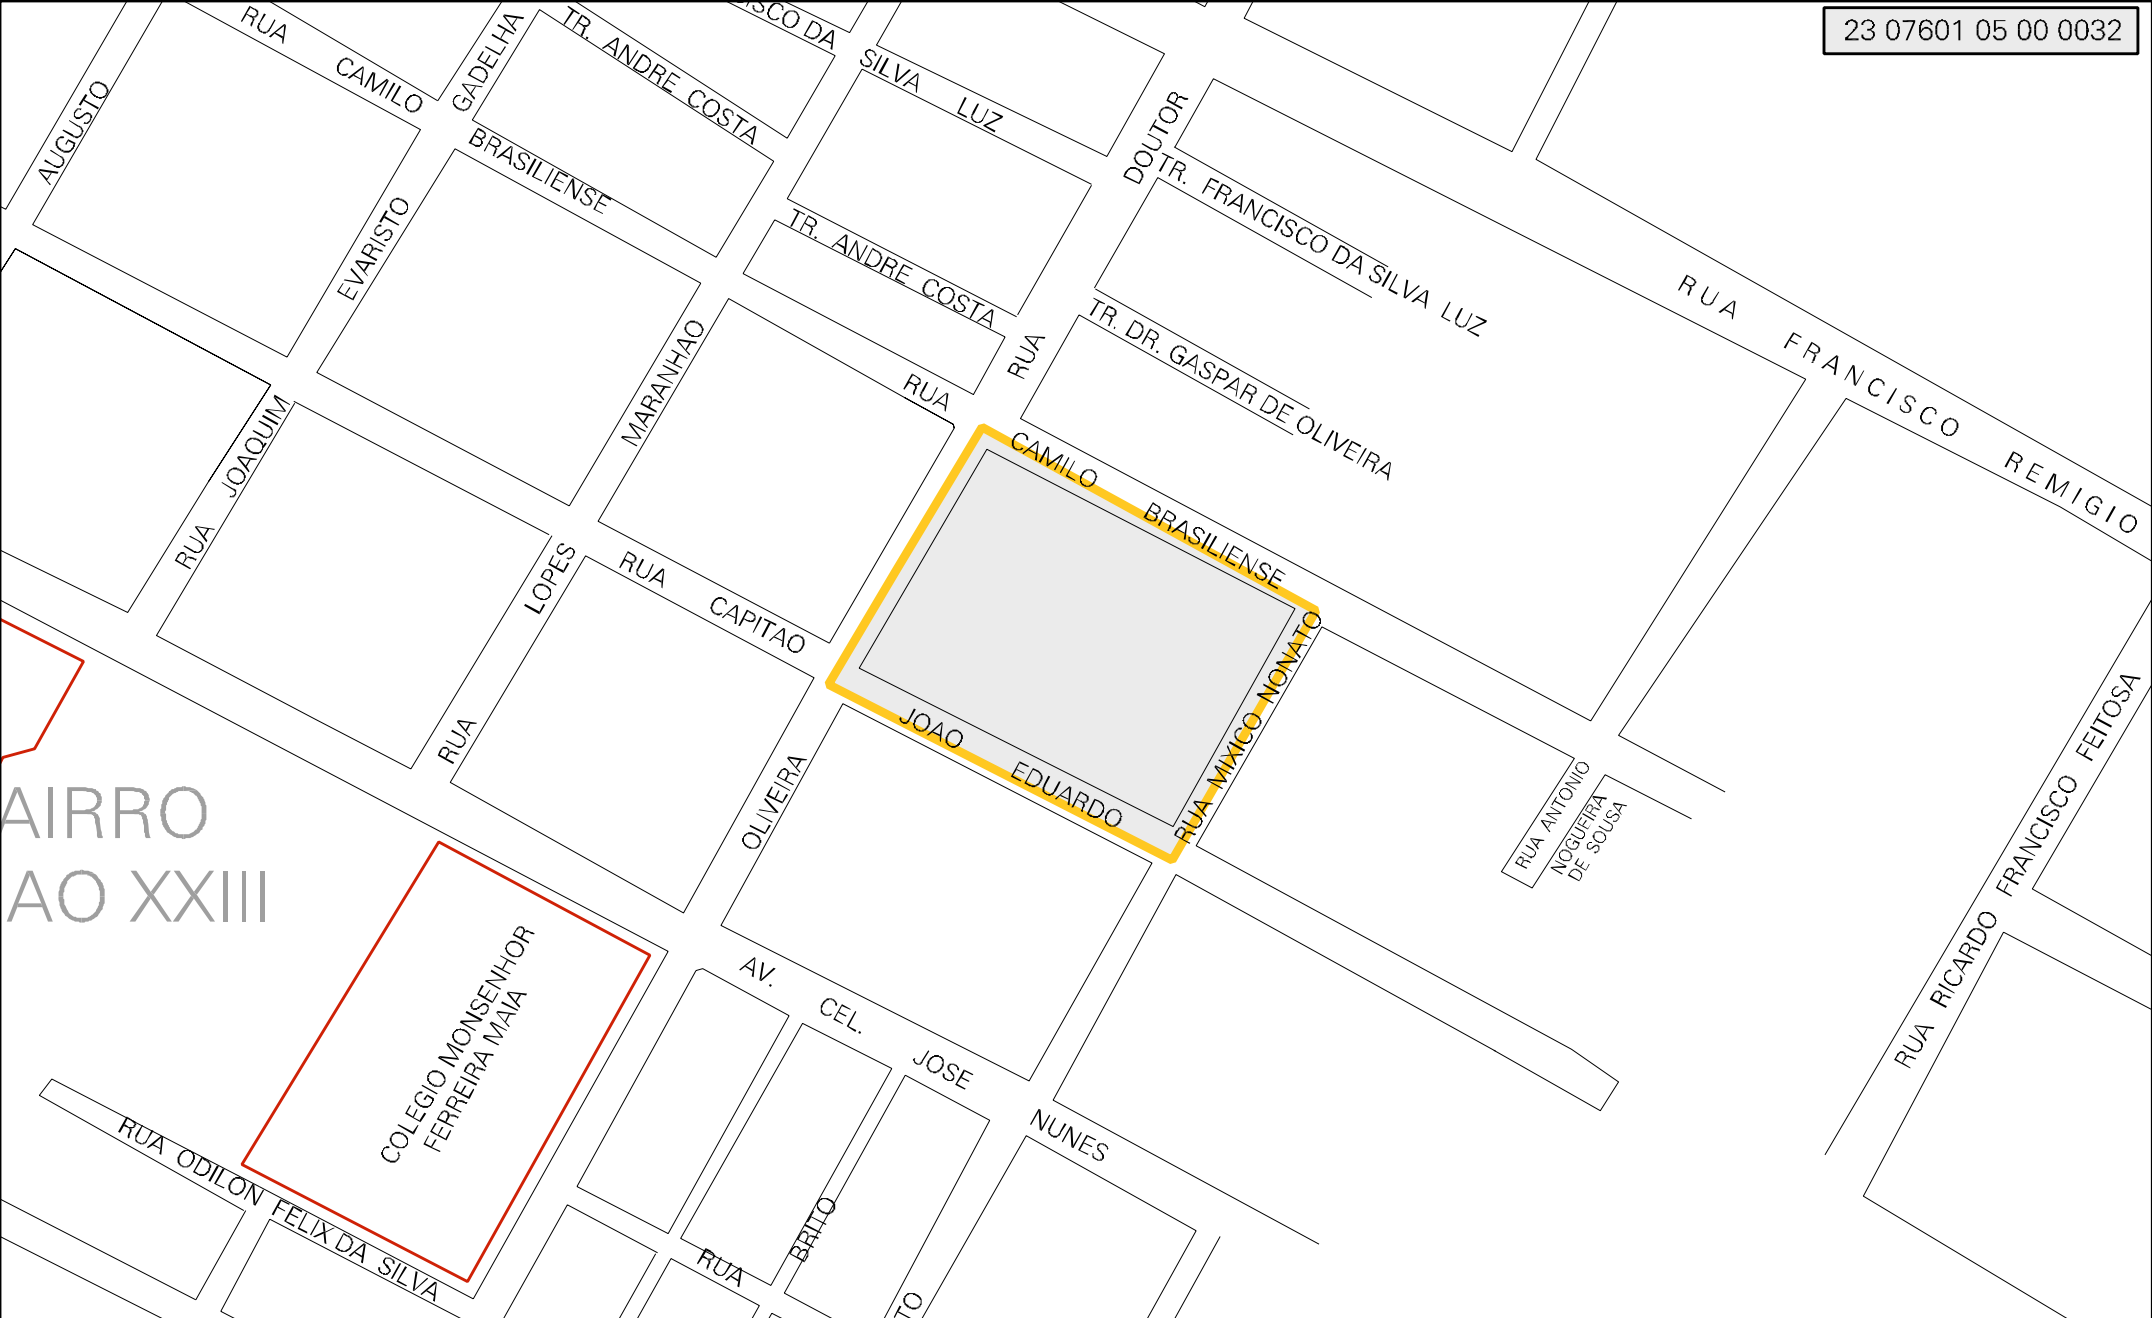 23 07601 05 00 0032
RUA CAMILO BRASILIENSE
GADELHA
TR. ANDRE COSTA
DA
SILVA LUZ
AUGUSTO
DOUTOR
TR. FRANCISCO DA SILVA LUZ
EVARISTO
TR. ANDRE COSTA
RUA
TR. DR. GASPAR DE OLIVEIRA
RUA FRANCISCO REMIGIO
MARANHAO
RUA CAMILO BRASILIENSE
RUA JOAQUIM
LOPES
RUA
RUA CAPITAO JOAO EDUARDO
RUA MIXICO NONATO
OLIVEIRA
RUA ANTONIO
NOGUEIRA
DE SOUSA
RUA RICARDO FRANCISCO FEITOSA
AIRRO
AO XXIII
COLEGIO MONSENHOR
FERREIRA MAIA
AV. CEL. JOSE NUNES
RUA ODILON FELIX DA SILVA
RUA
BRITO
TO